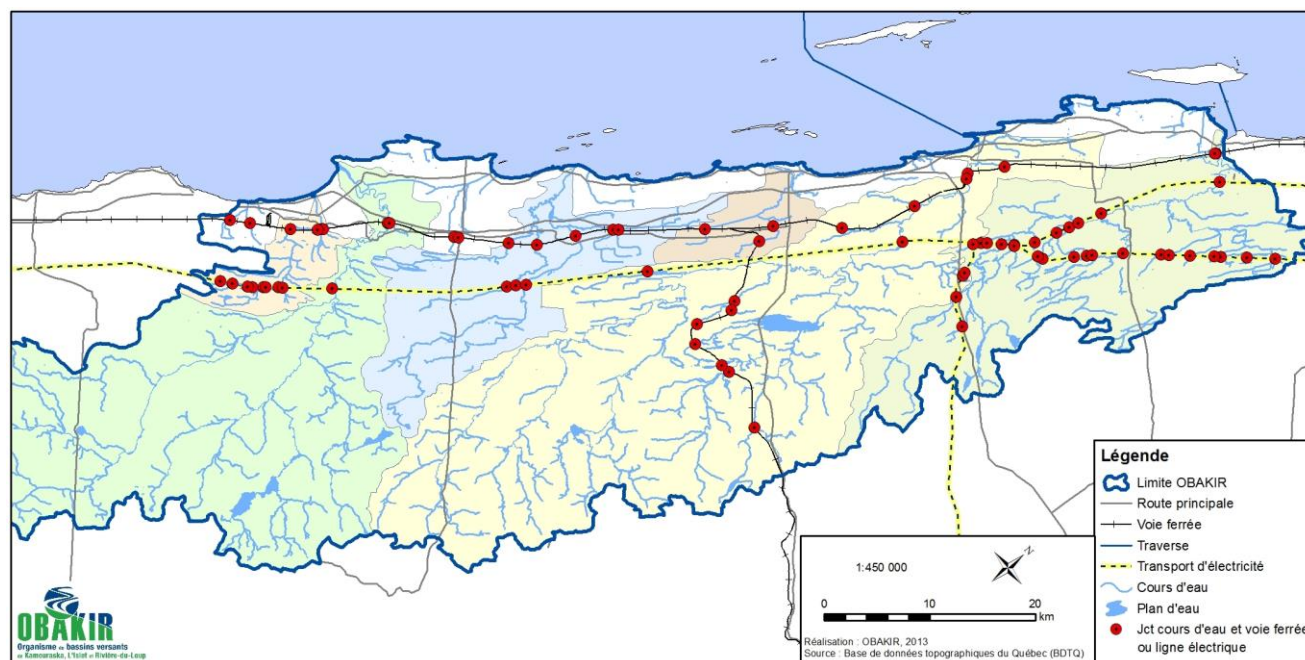 Légende
Limite OBAKIR
Route principale
Voie ferrée
Traverse
Transport d'électricité
Cours d'eau
Plan d'eau
Jct cours d'eau et voie ferrée
ou ligne électrique
N
1:450 000
0 10 20
km
Réalisation : OBAKIR, 2013
Source : Base de données topographiques du Québec (BDTQ)
OBAKIR
Organisme de bassins versants
de Kamouraska, L'Islet et Rivière-du-Loup